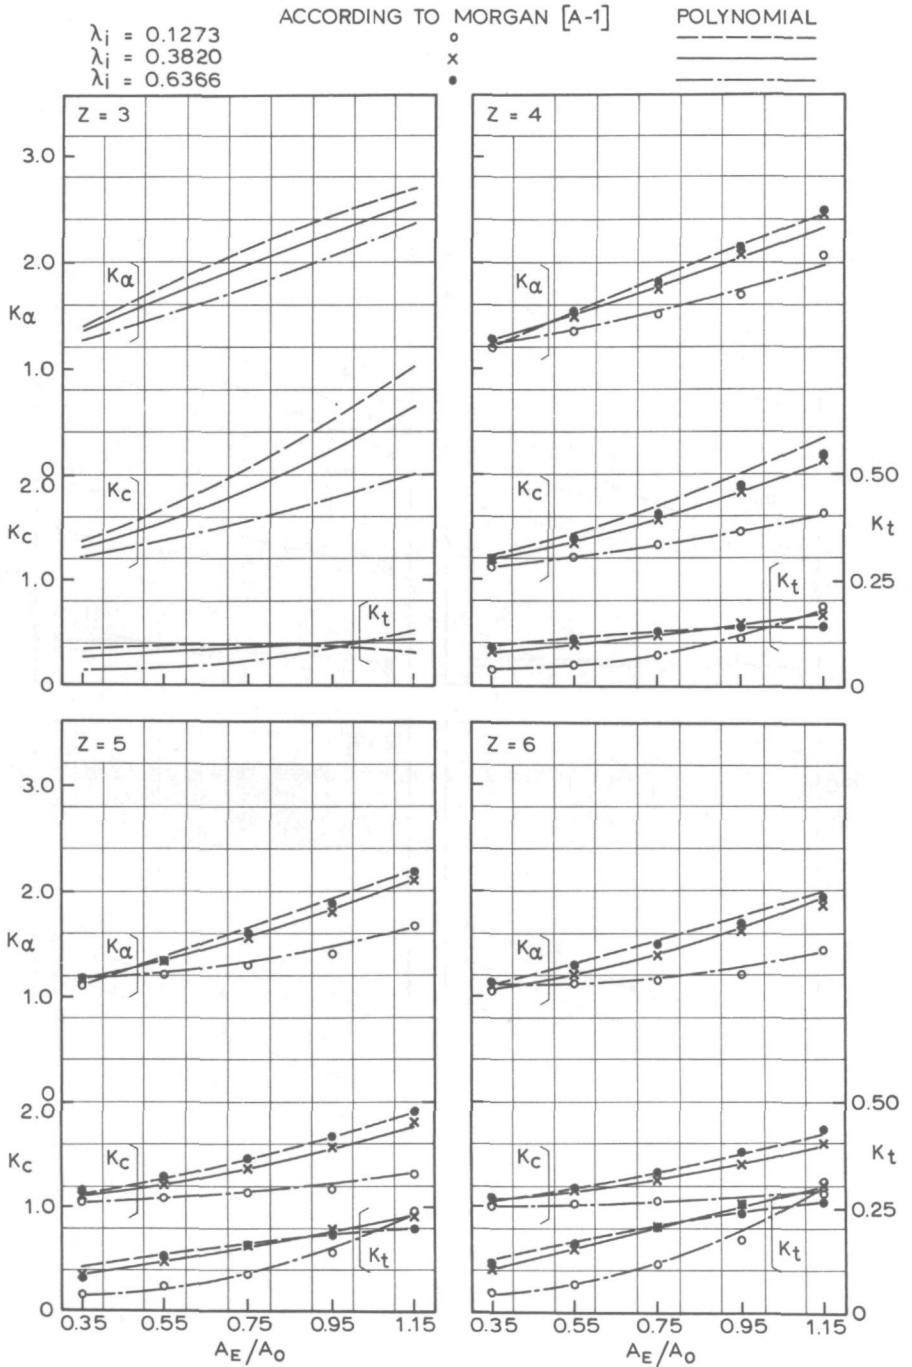 ACCORDING TO MORGAN [A-1] POLYNOMIAL
λi = 0.1273
λi = 0.3820
λi = 0.6366
Z = 3
3.0
2.0
Kα
Kα
1.0
0
2.0
Kc
Kc
1.0
Kt
0
Z = 4
Kα
Kc
0.50
Kt
Kt
0.25
0
Z = 5
3.0
2.0
Kα
Kα
1.0
0
2.0
Kc
Kc
1.0
Kt
0
0.35 0.55 0.75 0.95 1.15
AE/AO
Z = 6
Kα
0.50
Kc
Kt
0.25
Kt
0
0.35 0.55 0.75 0.95 1.15
AE/AO